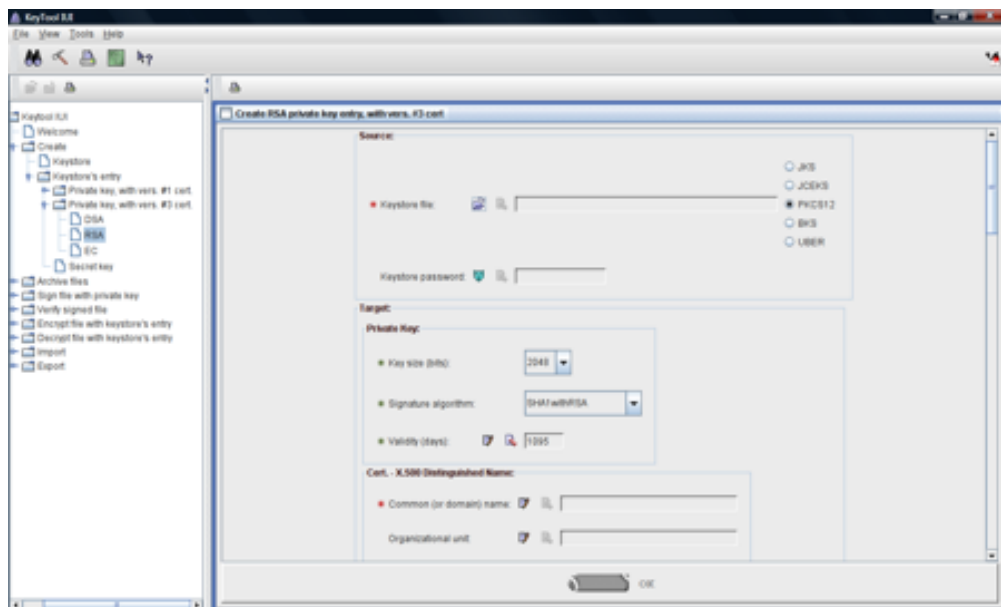 KeyTool IUI
File View Tools Help
Keytool IUI
Welcome
Create
Keystore
Keystore's entry
Private key, with vers. #1 cert.
Private key, with vers. #3 cert.
DSA
RSA
EC
Secret key
Archive files
Sign file with private key
Verify signed file
Encrypt file with keystore's entry
Decrypt file with keystore's entry
Import
Export
Create RSA private key entry, with vers. #3 cert
Source:
JKS
JCEKS
Keystore file:
PKCS12
BKS
UBER
Keystore password:
Target:
Private Key:
Key size (bits): 2048
Signature algorithm: SHA1withRSA
Validity (days): 1095
Cert. - X.500 Distinguished Name:
Common (or domain) name:
Organizational unit:
OK